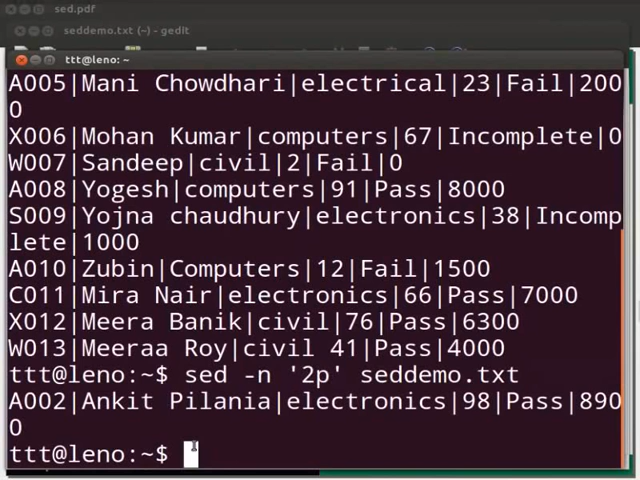 sed.pdf
seddemo.txt (~) - gedit
ttt@leno: ~
A005|Mani Chowdhari|electrical|23|Fail|200
0
X006|Mohan Kumar|computers|67|Incomplete|0
W007|Sandeep|civil|2|Fail|0
A008|Yogesh|computers|91|Pass|8000
S009|Yojna chaudhury|electronics|38|Incomp
lete|1000
A010|Zubin|Computers|12|Fail|1500
C011|Mira Nair|electronics|66|Pass|7000
X012|Meera Banik|civil|76|Pass|6300
W013|Meeraa Roy|civil 41|Pass|4000
ttt@leno:~$ sed -n '2p' seddemo.txt
A002|Ankit Pilania|electronics|98|Pass|890
0
ttt@leno:~$